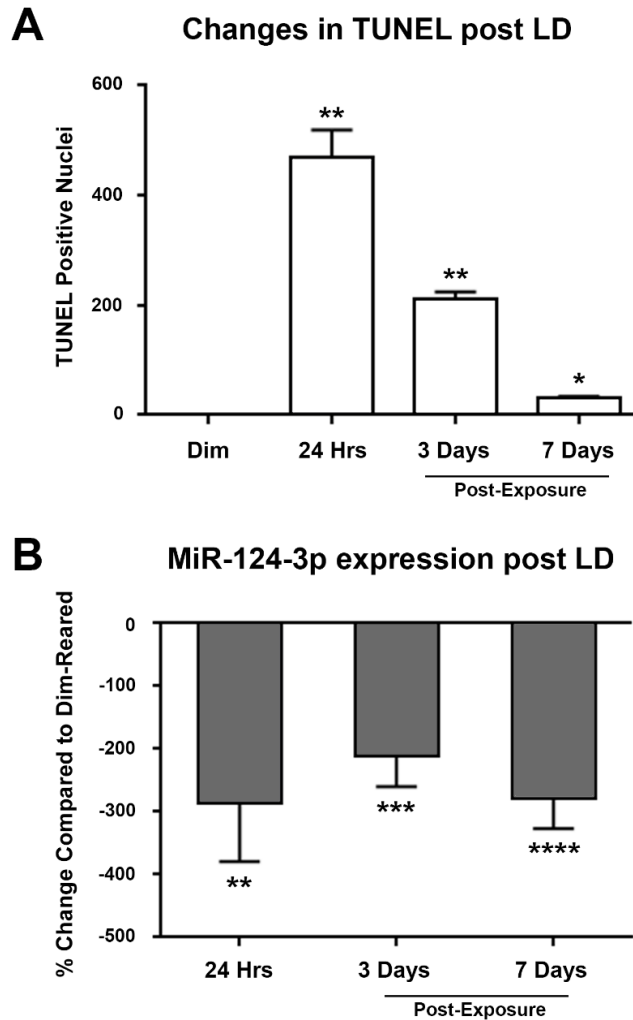 A
Changes in TUNEL post LD
TUNEL Positive Nuclei
600
400
200
0
**
**
*
Dim
24 Hrs
3 Days
7 Days
Post-Exposure
B
MiR-124-3p expression post LD
% Change Compared to Dim-Reared
0
-100
-200
-300
-400
-500
**
***
****
24 Hrs
3 Days
7 Days
Post-Exposure